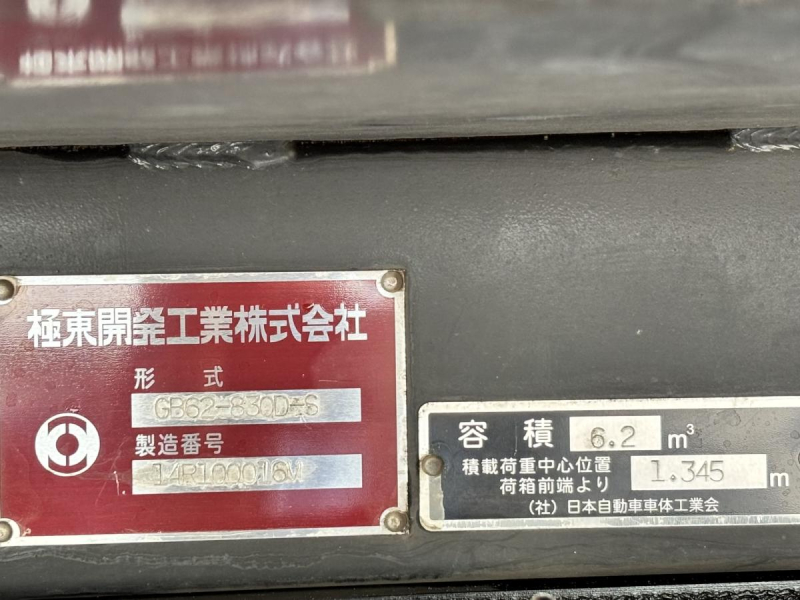 極東開発工業株式会社
形 式
GB62-830D-S
製造番号
容積 6.2 m³
積載荷重中心位置
荷箱前端より 1.345 m
(社)日本自動車車体工業会